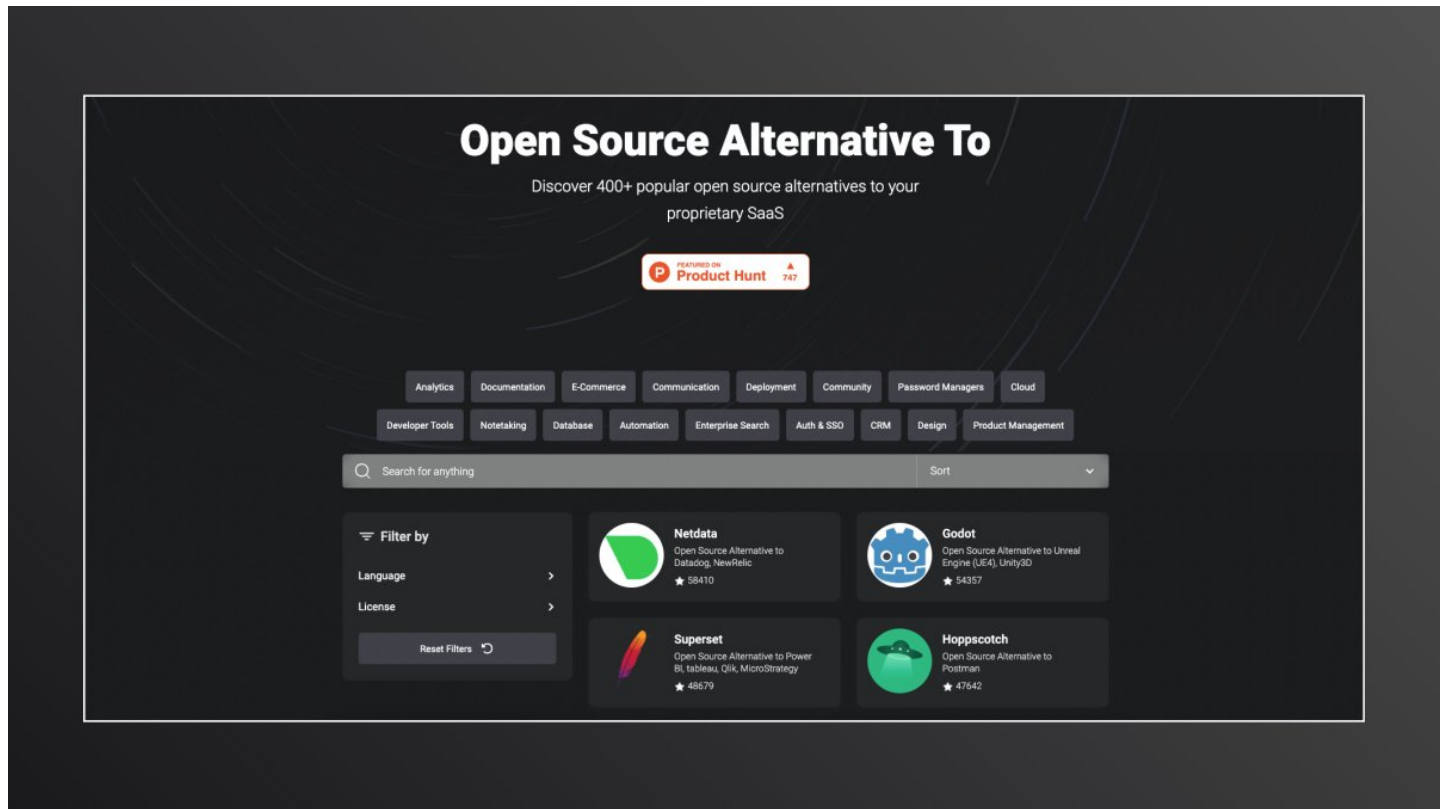 Open Source Alternative To
Discover 400+ popular open source alternatives to your
proprietary SaaS
P
FEATURED ON
Product Hunt
747
Analytics Documentation E-Commerce Communication Deployment Community Password Managers Cloud
Developer Tools Notetaking Database Automation Enterprise Search Auth & SSO CRM Design Product Management
Search for anything Sort
Filter by
Language
License
Reset Filters
Netdata
Open Source Alternative to
Datadog, NewRelic
58410
Godot
Open Source Alternative to Unreal
Engine (UE4), Unity3D
54357
Superset
Open Source Alternative to Power
BI, tableau, Qlik, MicroStrategy
48679
Hoppscotch
Open Source Alternative to
Postman
47642